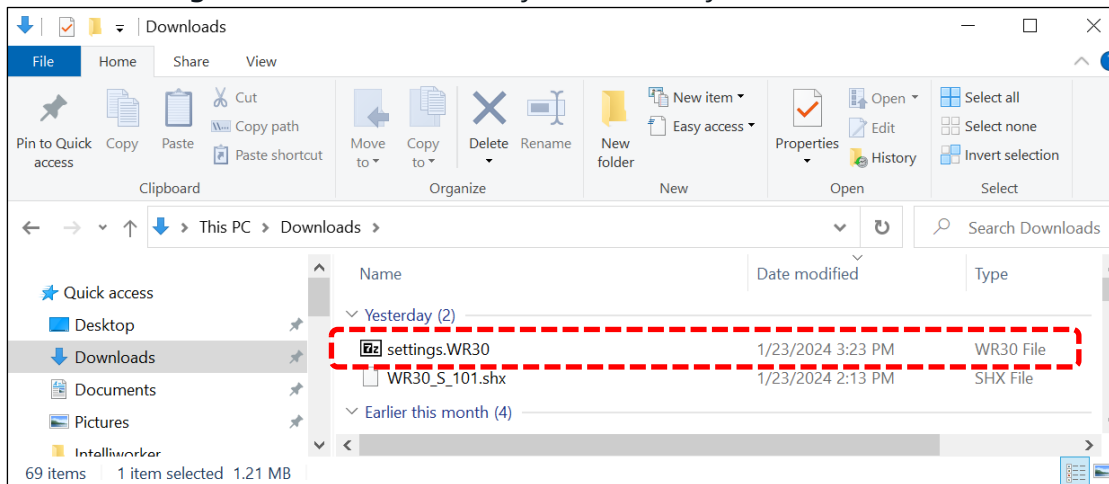 Downloads
File Home Share View
Pin to Quick access
Copy
Paste
Cut
Copy path
Paste shortcut
Clipboard
Move to
Copy to
Delete
Rename
Organize
New folder
New item
Easy access
New
Properties
Open
Edit
History
Open
Select all
Select none
Invert selection
Select
This PC > Downloads >
Search Downloads
Quick access
Desktop
Downloads
Documents
Pictures
Intelliworker
Name Date modified Type
Yesterday (2)
settings.WR30 1/23/2024 3:23 PM WR30 File
WR30_S_101.shx 1/23/2024 2:13 PM SHX File
Earlier this month (4)
69 items 1 item selected 1.21 MB